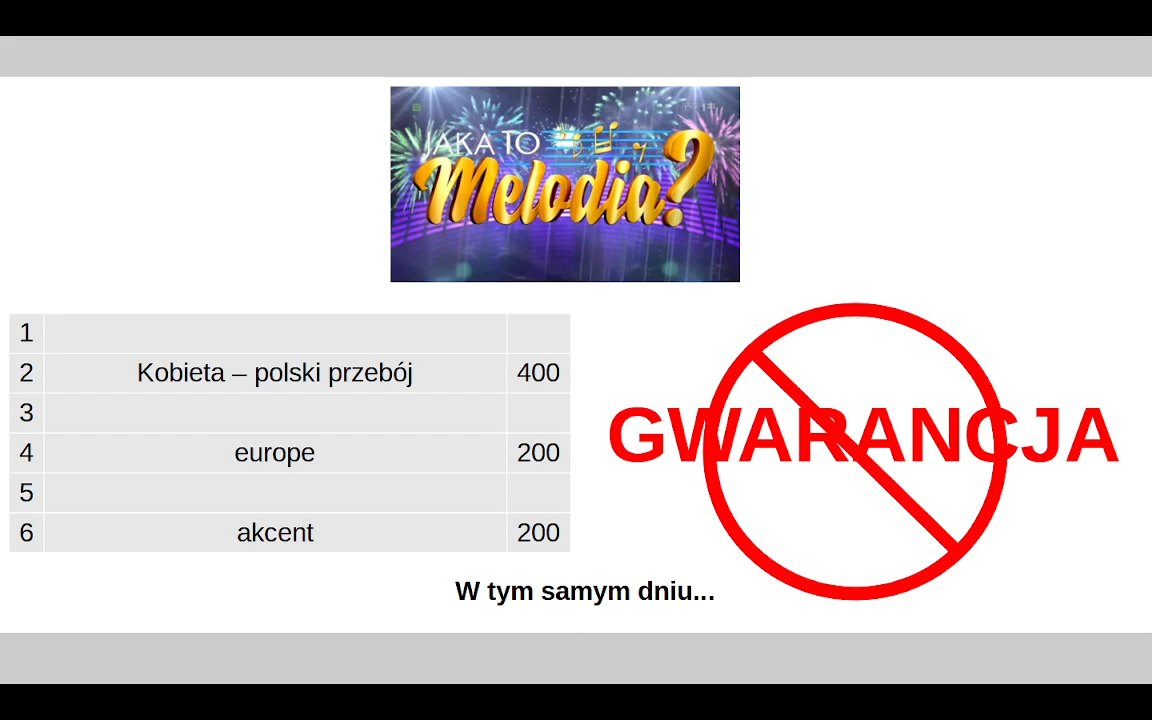 JAKA TO
Melodia?
1
2 Kobieta – polski przebój 400
3
4 europe 200
5
6 akcent 200
GWARANCJA
W tym samym dniu...